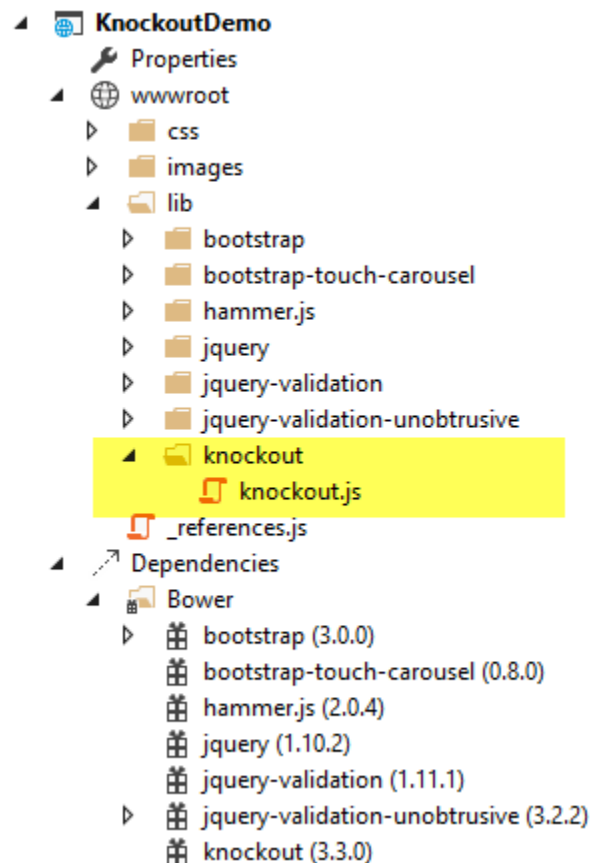 KnockoutDemo
Properties
wwwroot
css
images
lib
bootstrap
bootstrap-touch-carousel
hammer.js
jquery
jquery-validation
jquery-validation-unobtrusive
knockout
knockout.js
_references.js
Dependencies
Bower
bootstrap (3.0.0)
bootstrap-touch-carousel (0.8.0)
hammer.js (2.0.4)
jquery (1.10.2)
jquery-validation (1.11.1)
jquery-validation-unobtrusive (3.2.2)
knockout (3.3.0)